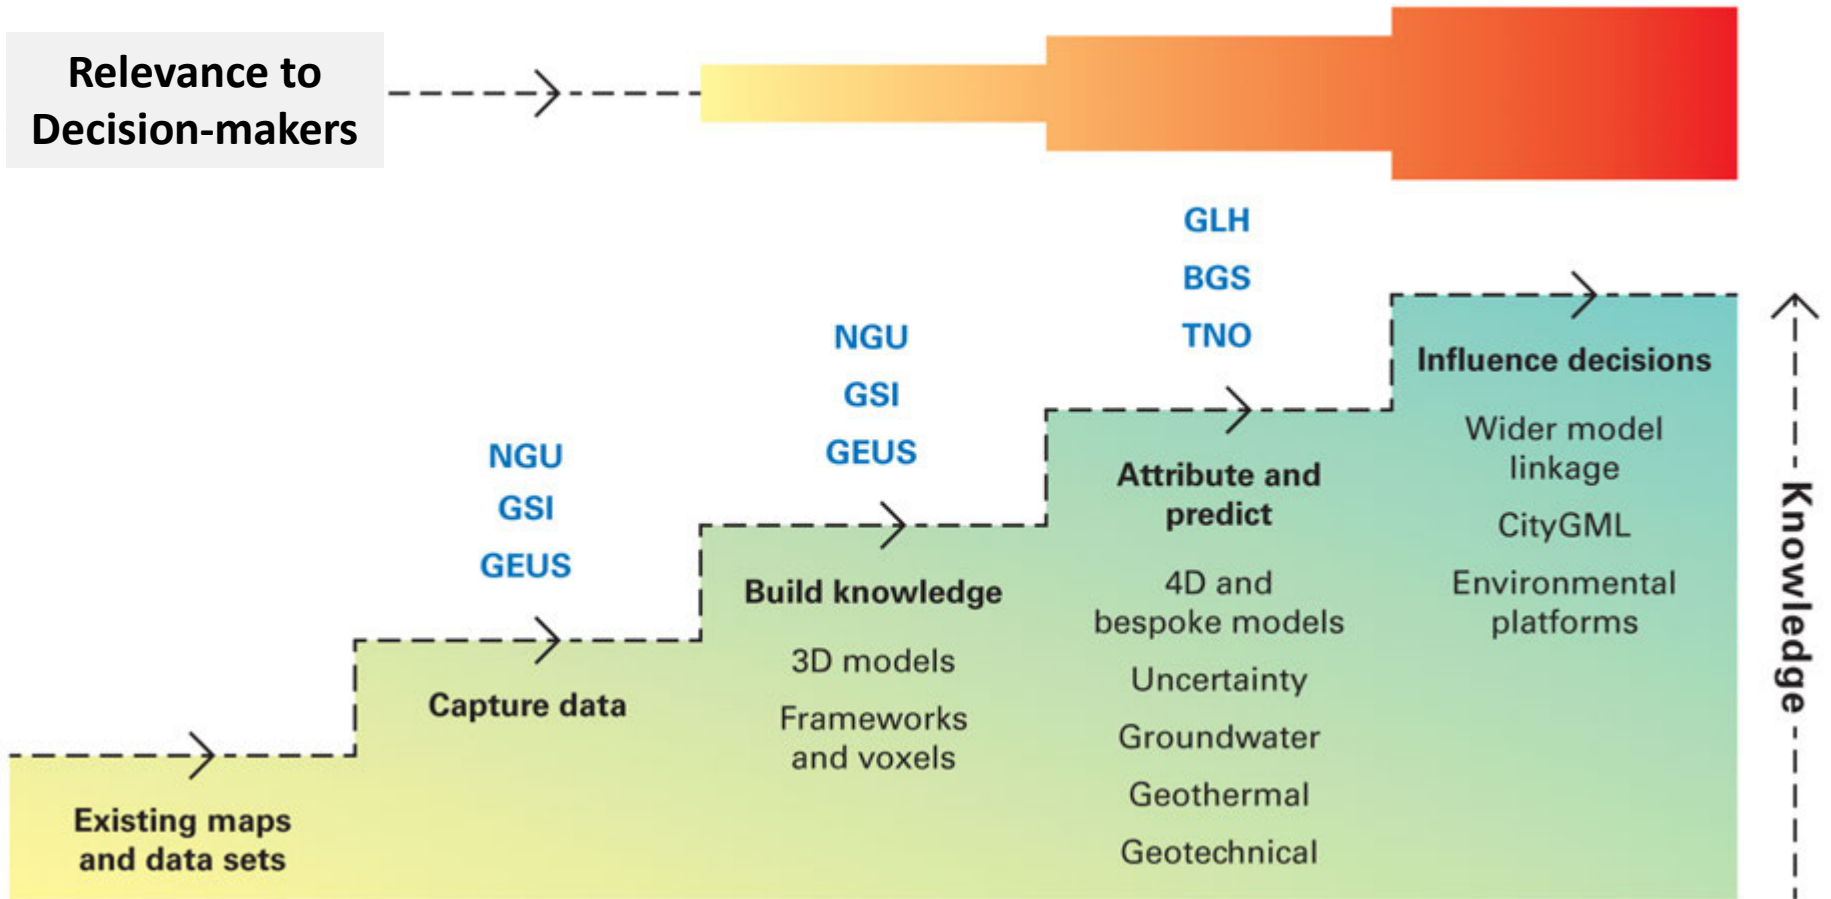 Relevance to
Decision-makers
Existing maps
and data sets
NGU
GSI
GEUS
Capture data
NGU
GSI
GEUS
Build knowledge
3D models
Frameworks
and voxels
GLH
BGS
TNO
Attribute and
predict
4D and
bespoke models
Uncertainty
Groundwater
Geothermal
Geotechnical
Influence decisions
Wider model
linkage
CityGML
Environmental
platforms
Knowledge